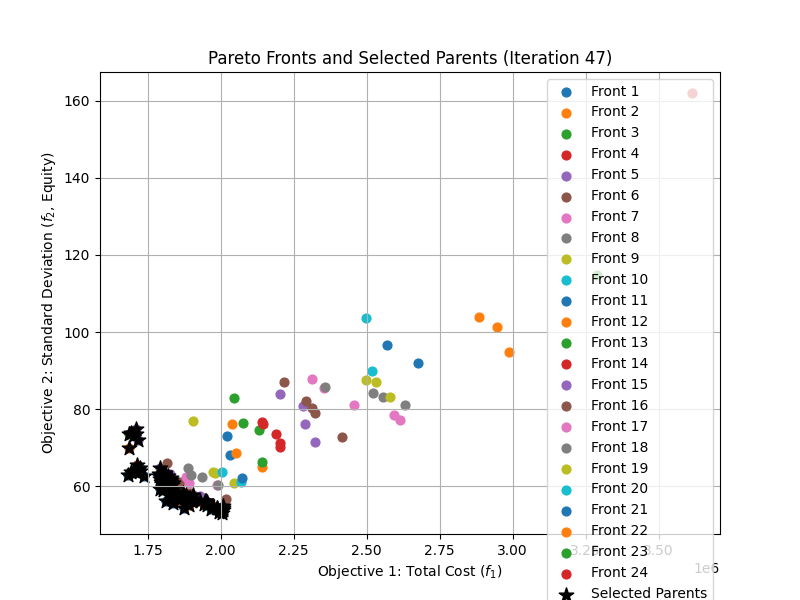 Pareto Fronts and Selected Parents (Iteration 47)
Objective 2: Standard Deviation (f₂, Equity)
160
140
120
100
80
60
1.75
2.00
2.25
2.50
2.75
3.00
3.25
3.50
1e6
Objective 1: Total Cost (f₁)
Front 1
Front 2
Front 3
Front 4
Front 5
Front 6
Front 7
Front 8
Front 9
Front 10
Front 11
Front 12
Front 13
Front 14
Front 15
Front 16
Front 17
Front 18
Front 19
Front 20
Front 21
Front 22
Front 23
Front 24
Selected Parents